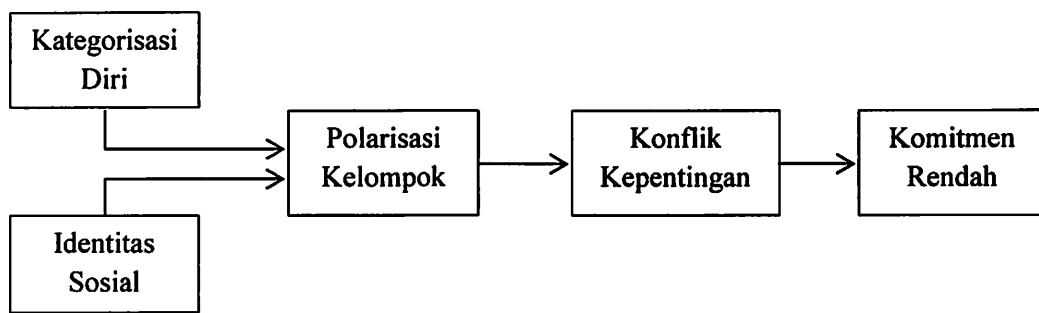 Kategorisasi
Diri
Polarisasi
Kelompok
Konflik
Kepentingan
Komitmen
Rendah
Identitas
Sosial